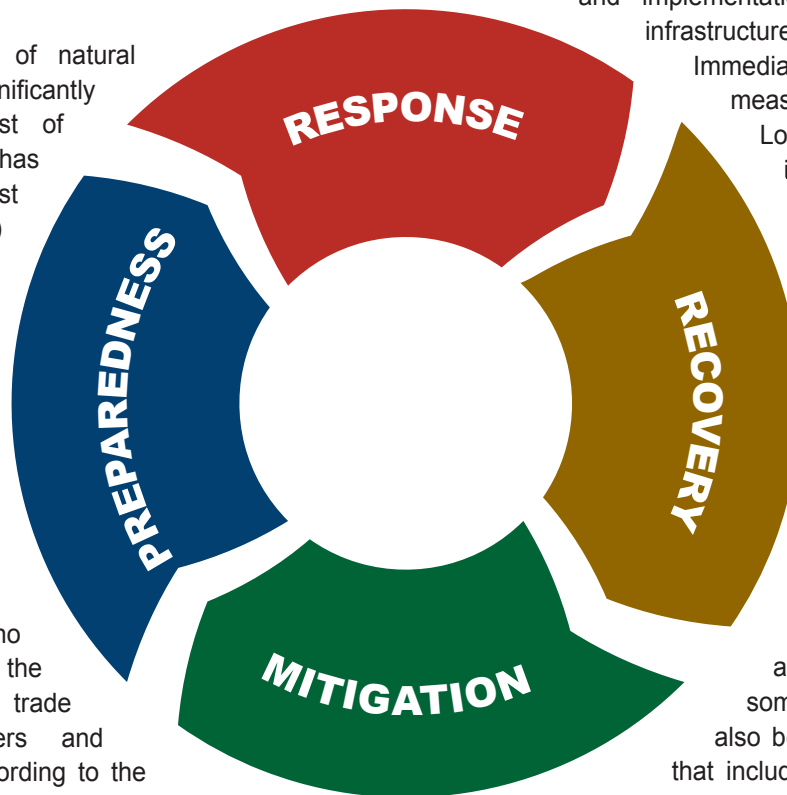 of natural
nificantly
st of
has
st
)
and implementatio
infrastructure
Immedia
meas
Lo
i
RESPONSE
RECOVERY
MITIGATION
PREPAREDNESS
the
trade
ers and
ording to the
a
som
also be
that includ